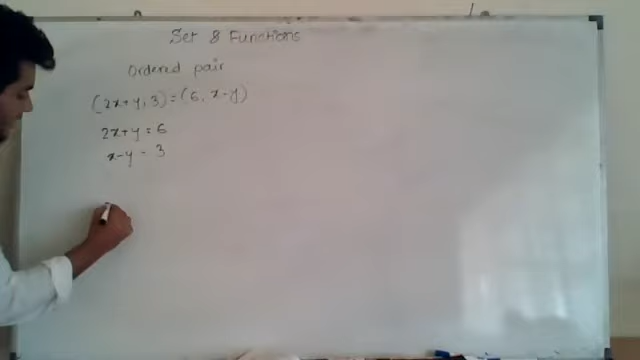 Set & Functions
Ordered pair
(2x+y, 3) = (6, x-y)
2x+y = 6
x-y = 3